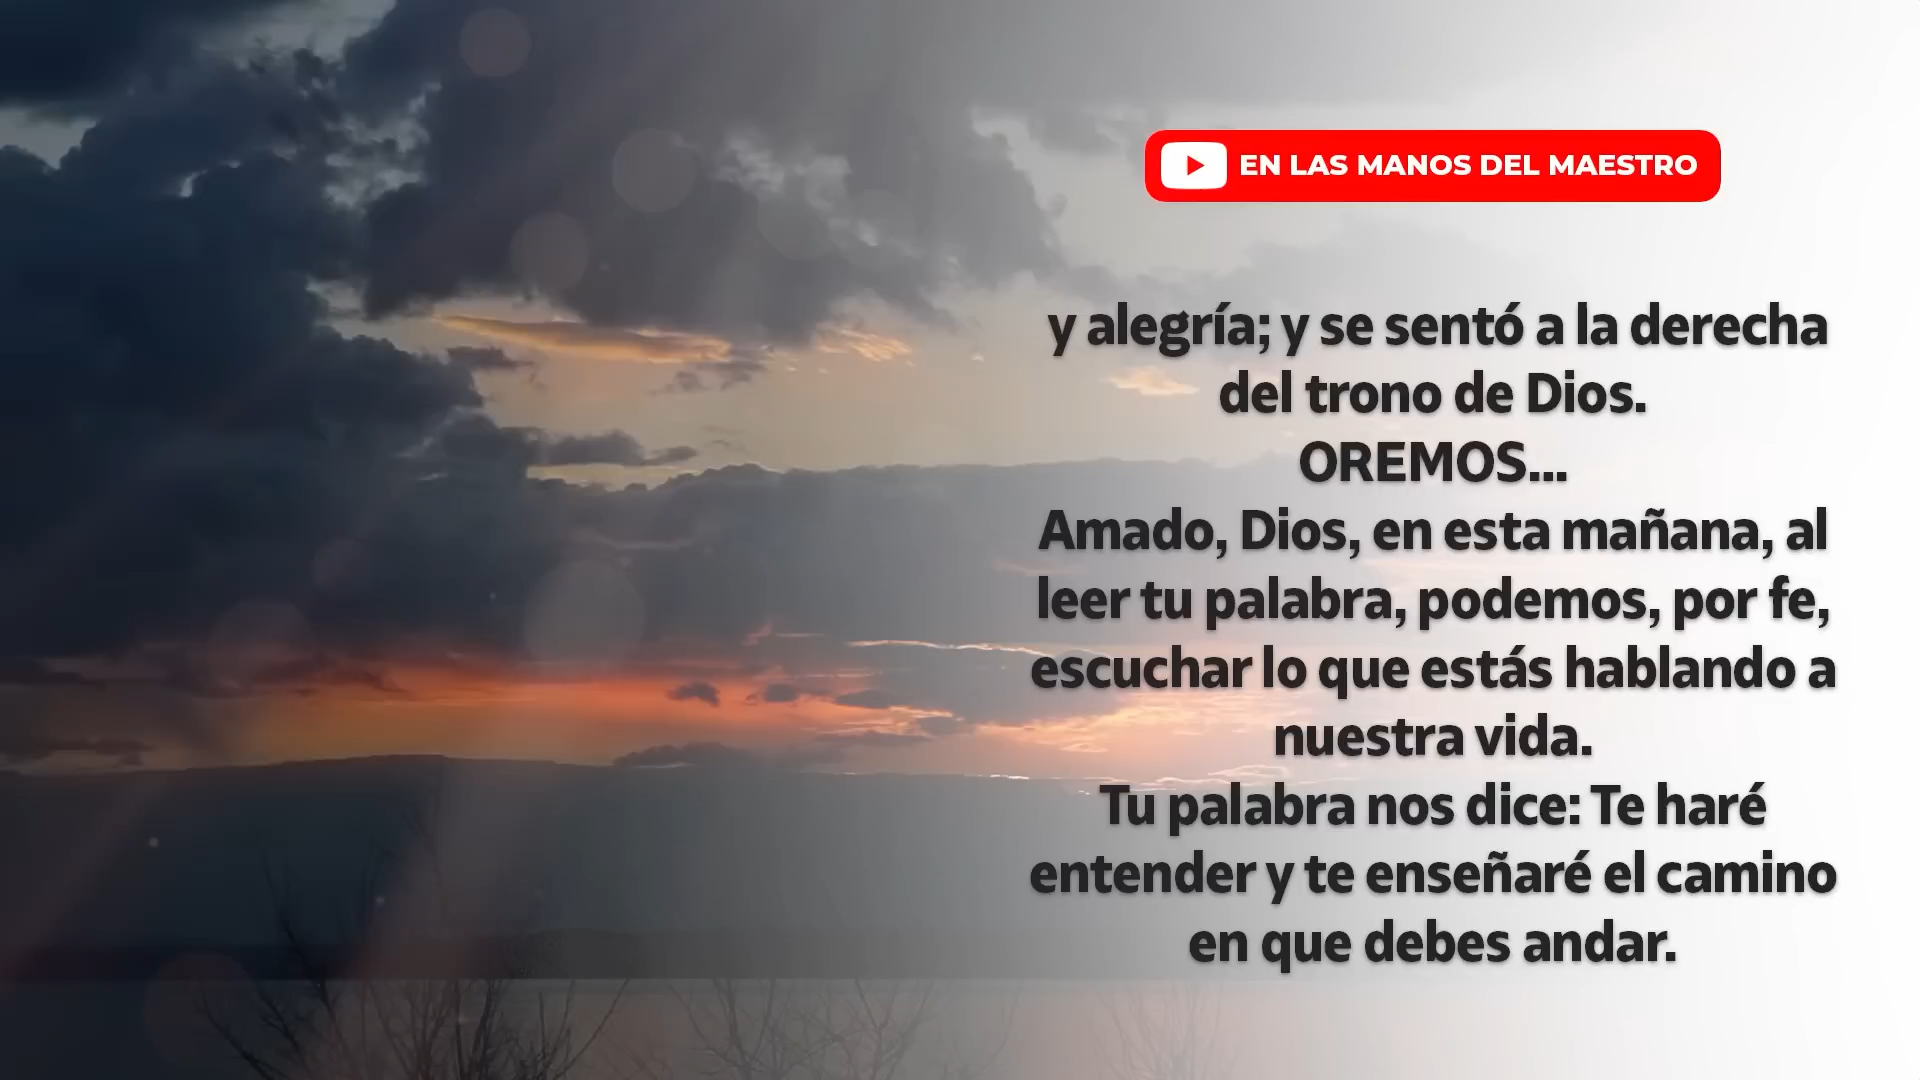 EN LAS MANOS DEL MAESTRO
y alegría; y se sentó a la derecha
del trono de Dios.
OREMOS...
Amado, Dios, en esta mañana, al
leer tu palabra, podemos, por fe,
escuchar lo que estás hablando a
nuestra vida.
Tu palabra nos dice: Te haré
entender y te enseñaré el camino
en que debes andar.